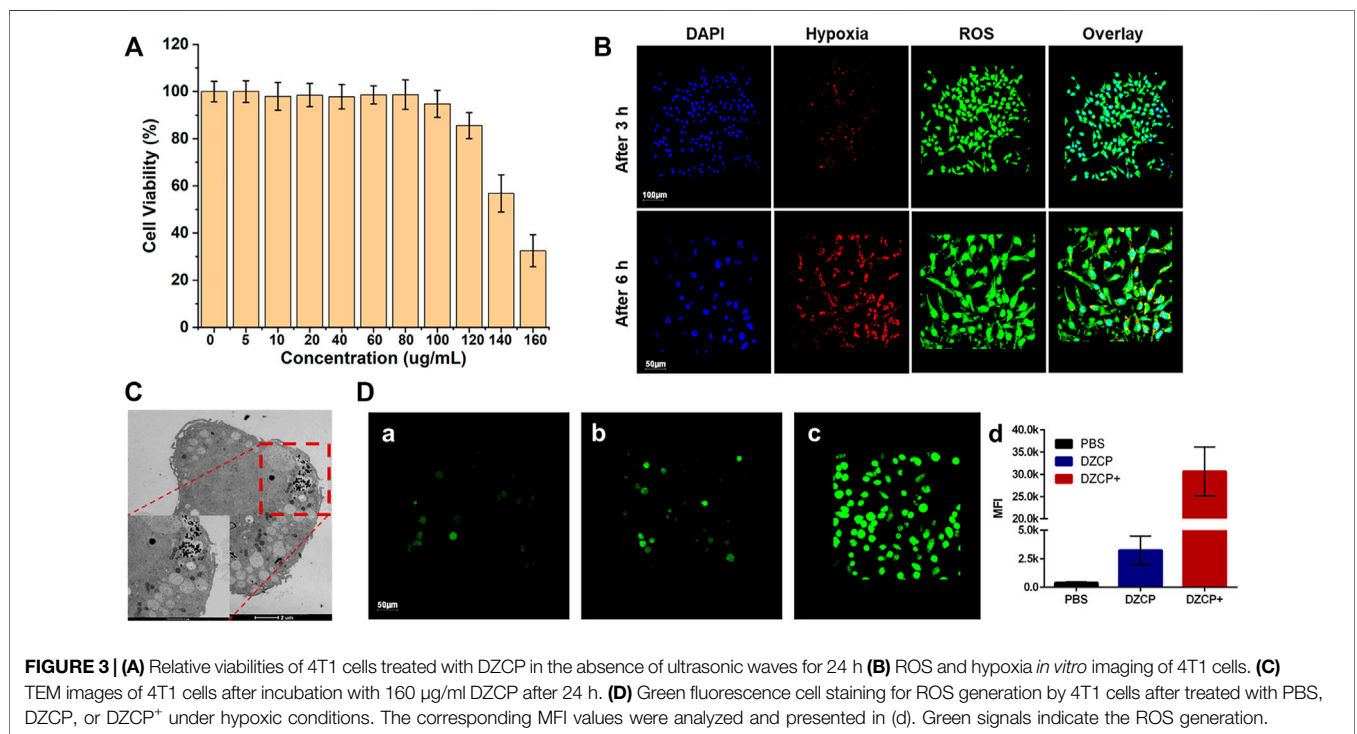 A
120
100
80
60
40
20
0
Cell Viability (%)
0 5 10 20 40 60 80 100 120 140 160
Concentration (ug/mL)
B
DAPI Hypoxia ROS Overlay
After 3 h
100µm
After 6 h
50µm
C
2 um
D
a
50µm
b
c
d
40.0k
35.0k
30.0k
25.0k
20.0k
5.0k
2.5k
0.0
MFI
PBS
DZCP
DZCP+
PBS DZCP DZCP+
FIGURE 3 | (A) Relative viabilities of 4T1 cells treated with DZCP in the absence of ultrasonic waves for 24 h (B) ROS and hypoxia in vitro imaging of 4T1 cells. (C)
TEM images of 4T1 cells after incubation with 160 µg/ml DZCP after 24 h. (D) Green fluorescence cell staining for ROS generation by 4T1 cells after treated with PBS,
DZCP, or DZCP⁺ under hypoxic conditions. The corresponding MFI values were analyzed and presented in (d). Green signals indicate the ROS generation.